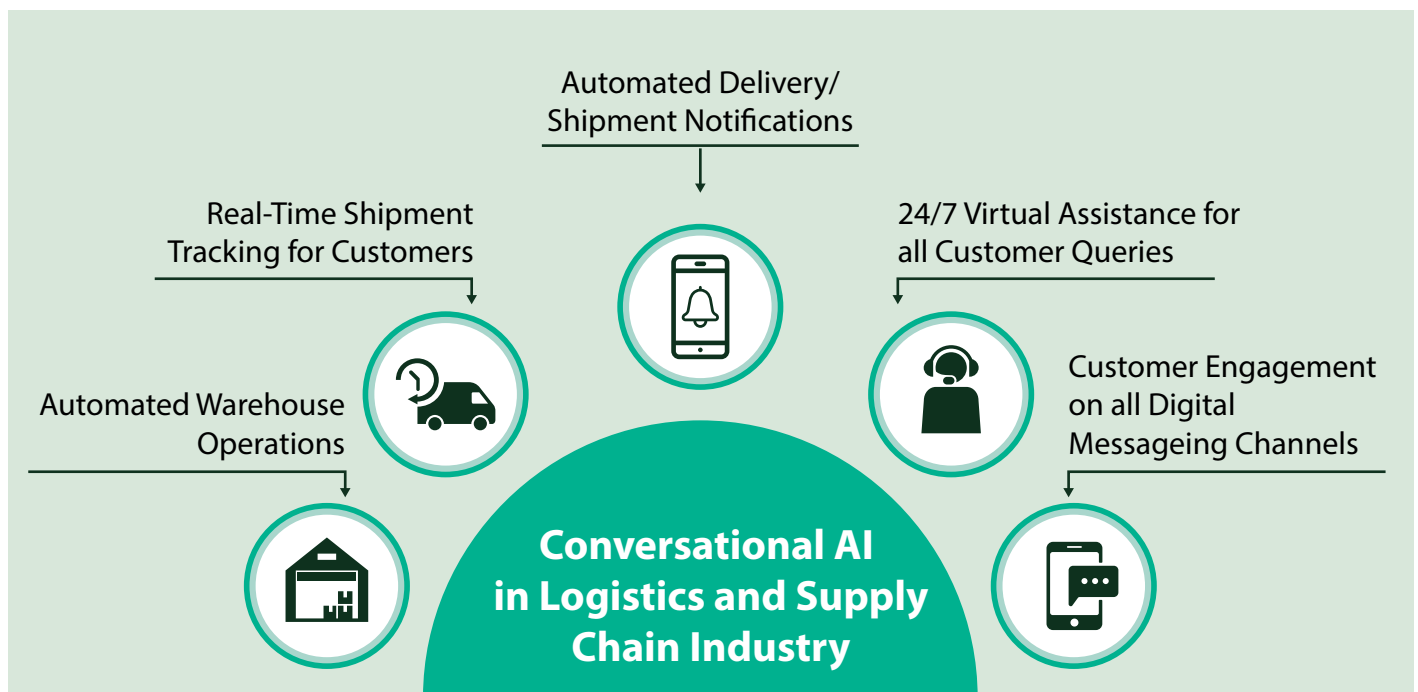 Automated Delivery/
Shipment Notifications
Real-Time Shipment
Tracking for Customers
24/7 Virtual Assistance for
all Customer Queries
Automated Warehouse
Operations
Customer Engagement
on all Digital
Messageing Channels
Conversational AI
in Logistics and Supply
Chain Industry